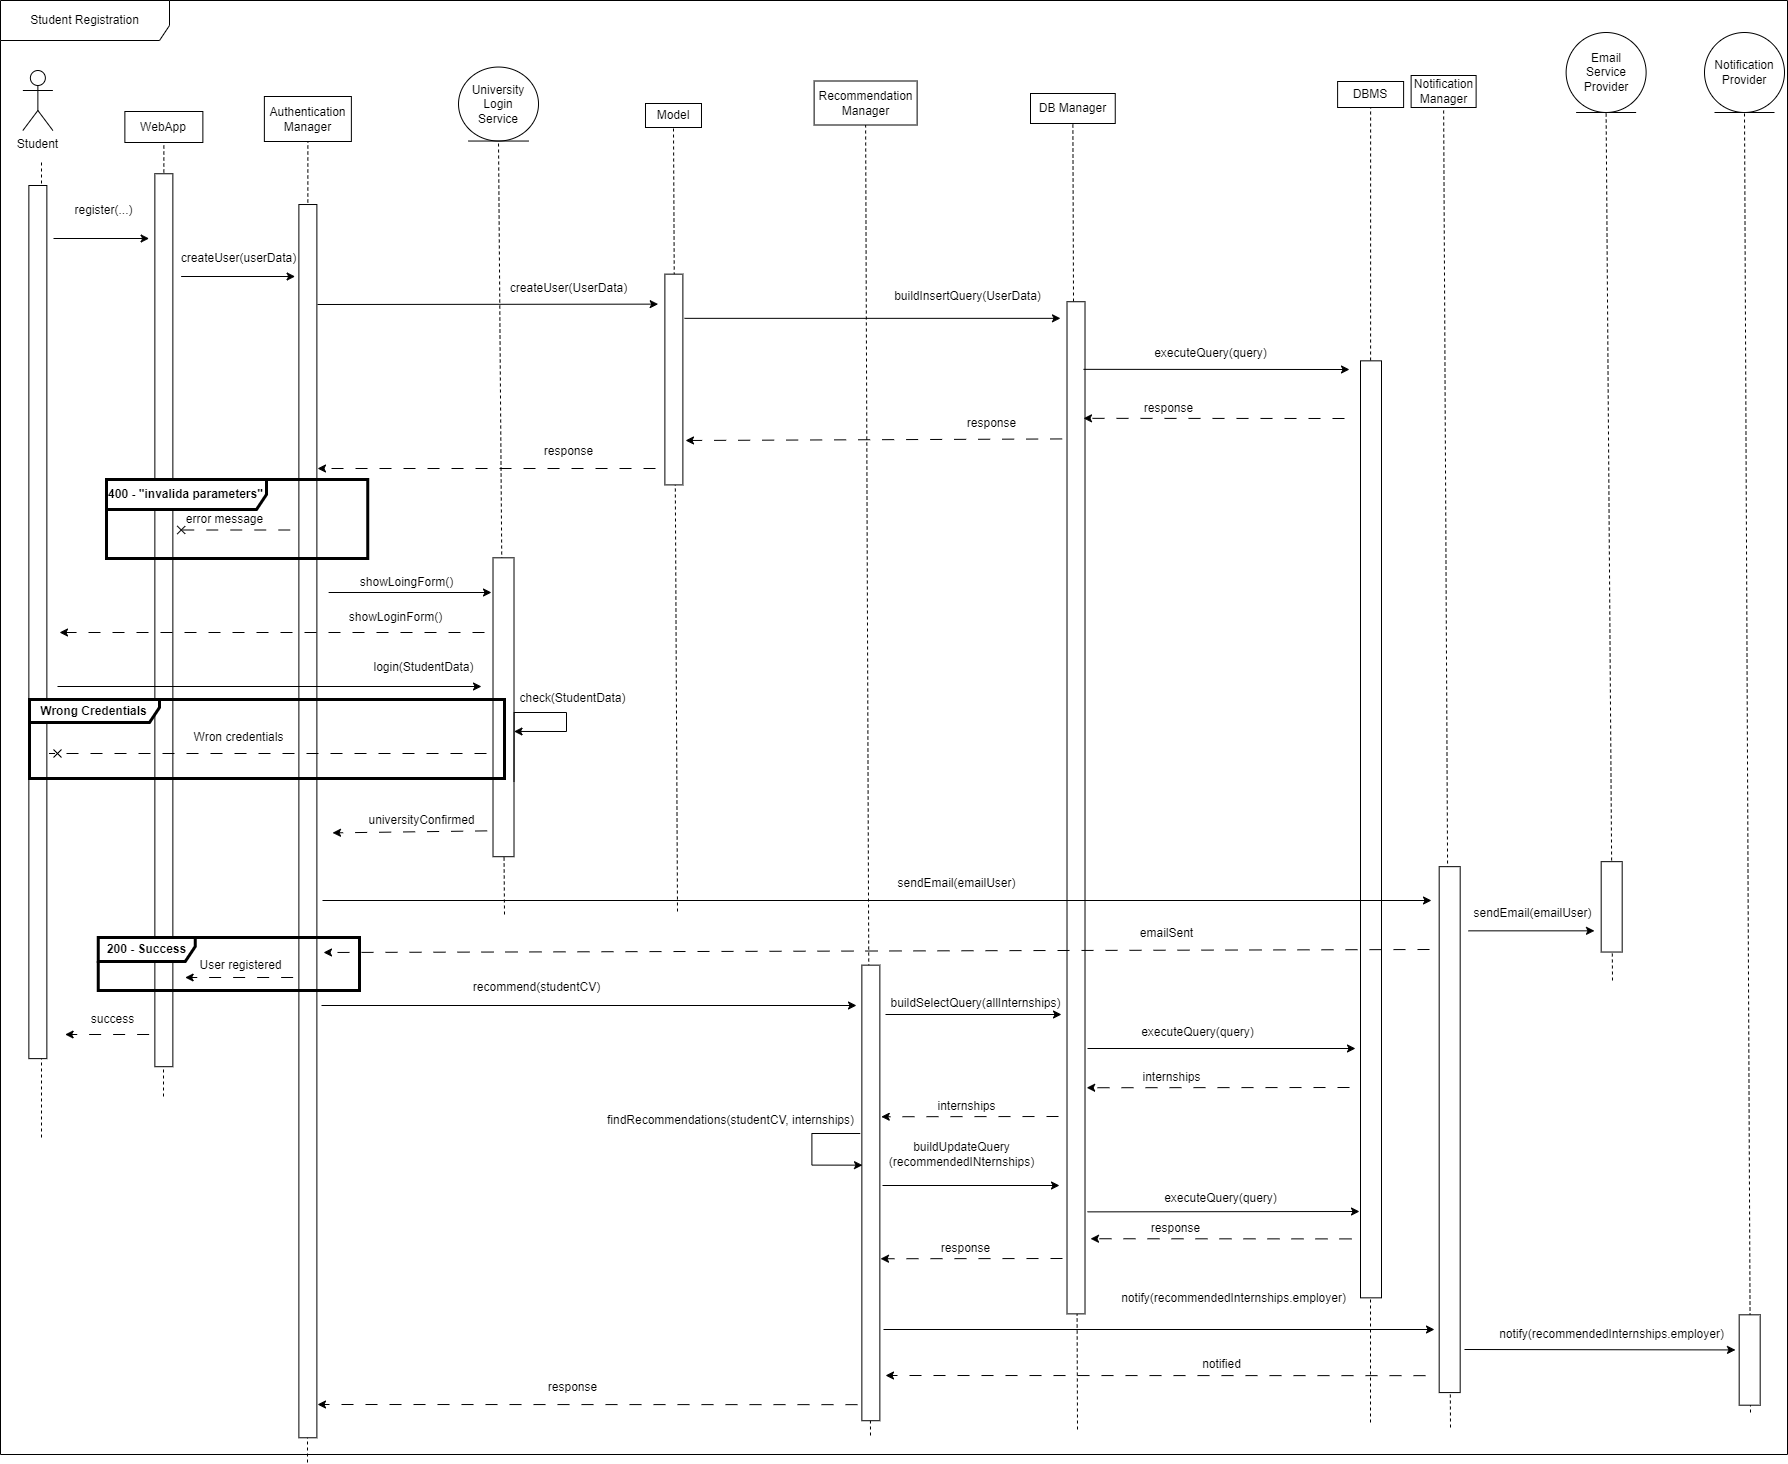 Student Registration
Student
WebApp
Authentication
Manager
University
Login
Service
Model
Recommendation
Manager
DB Manager
DBMS
Notification
Manager
Email
Service
Provider
Notification
Provider
register(...)
createUser(userData)
createUser(UserData)
buildInsertQuery(UserData)
executeQuery(query)
response
response
response
400 - "invalida parameters"
error message
showLoingForm()
showLoginForm()
login(StudentData)
check(StudentData)
Wrong Credentials
Wron credentials
universityConfirmed
sendEmail(emailUser)
sendEmail(emailUser)
emailSent
200 - Success
User registered
recommend(studentCV)
buildSelectQuery(allInternships)
success
executeQuery(query)
internships
internships
findRecommendations(studentCV, internships)
buildUpdateQuery
(recommendedINternships)
executeQuery(query)
response
response
notify(recommendedInternships.employer)
notify(recommendedInternships.employer)
notified
response